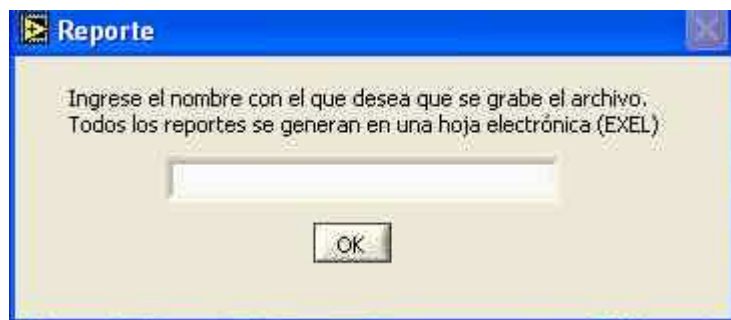 Reporte
Ingrese el nombre con el que desea que se grabe el archivo.
Todos los reportes se generan en una hoja electrónica (EXEL)
OK